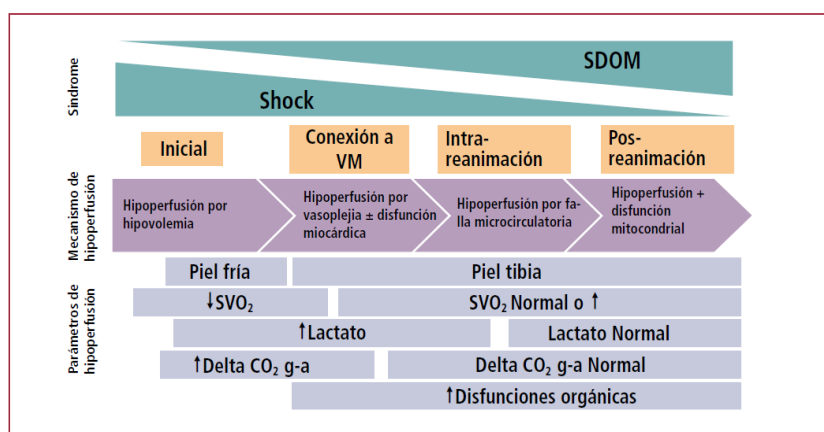 Síndrome
SDOM
Shock
Inicial
Conexión a
VM
Intra-
reanimación
Pos-
reanimación
Mecanismo de
hipoperfusión
Hipoperfusión por
hipovolemia
Hipoperfusión por
vasoplejia ± disfunción
miocárdica
Hipoperfusión por fa-
lla microcirculatoria
Hipoperfusión +
disfunción
mitocondrial
Parámetros de
hipoperfusión
Piel fría
Piel tibia
↓SVO₂
SVO₂ Normal o ↑
↑Lactato
Lactato Normal
↑Delta CO₂ g-a
Delta CO₂ g-a Normal
↑Disfunciones orgánicas